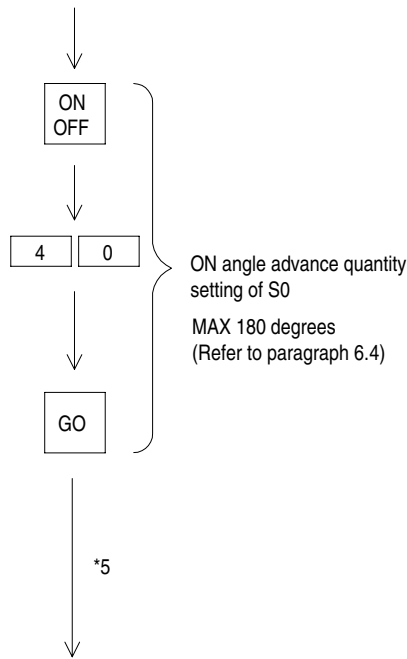 ON
OFF
4 0
ON angle advance quantity
setting of S0
MAX 180 degrees
(Refer to paragraph 6.4)
GO
*5